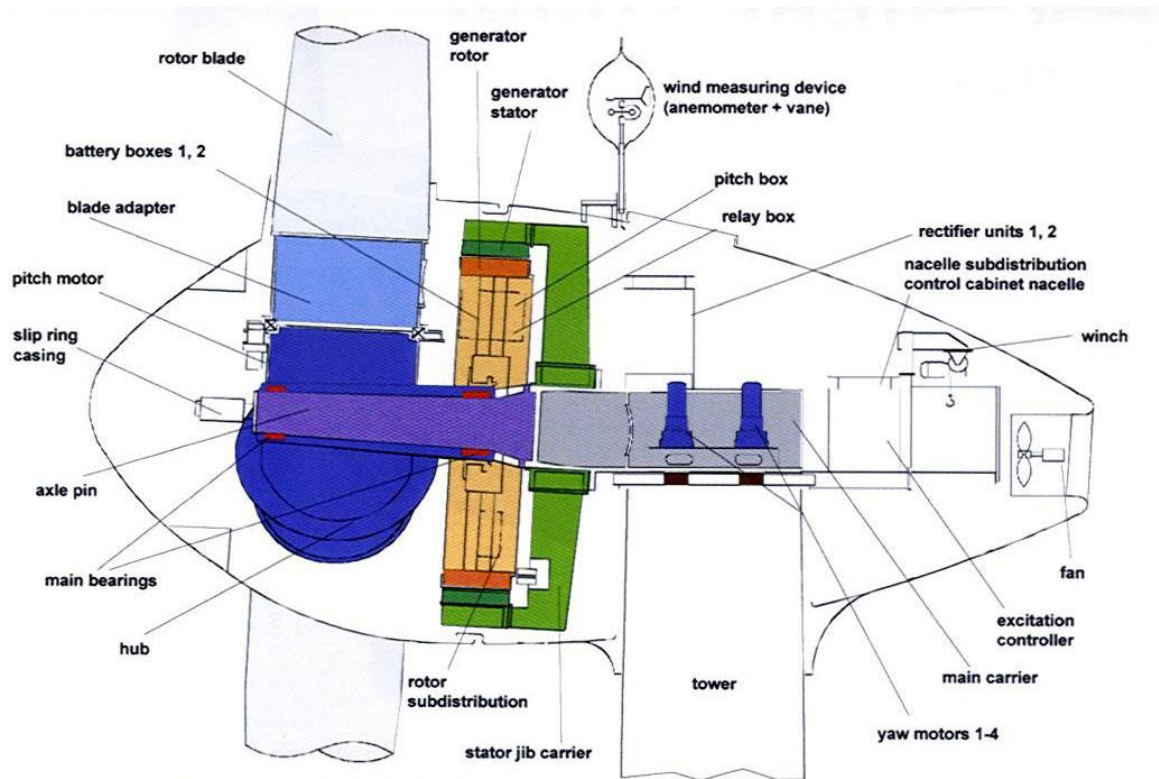 rotor blade
battery boxes 1, 2
blade adapter
pitch motor
slip ring
casing
axle pin
main bearings
hub
generator
rotor
generator
stator
wind measuring device
(anemometer + vane)
pitch box
relay box
rectifier units 1, 2
nacelle subdistribution
control cabinet nacelle
winch
fan
excitation
controller
main carrier
yaw motors 1-4
tower
rotor
subdistribution
stator jib carrier